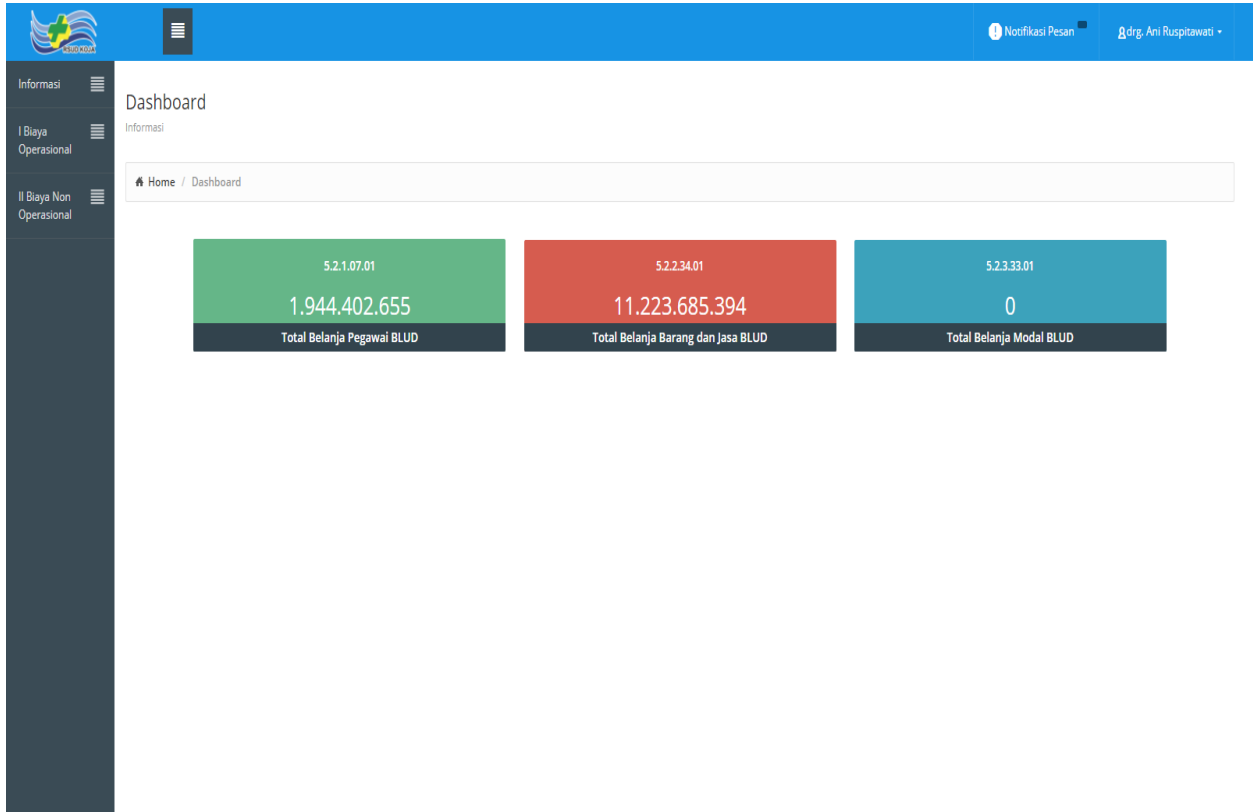 RSUD KOJA
Notifikasi Pesan
drg. Ani Ruspitawati
Informasi
I Biaya
Operasional
II Biaya Non
Operasional
Dashboard
Informasi
Home / Dashboard
5.2.1.07.01
1.944.402.655
Total Belanja Pegawai BLUD
5.2.2.34.01
11.223.685.394
Total Belanja Barang dan Jasa BLUD
5.2.3.33.01
0
Total Belanja Modal BLUD